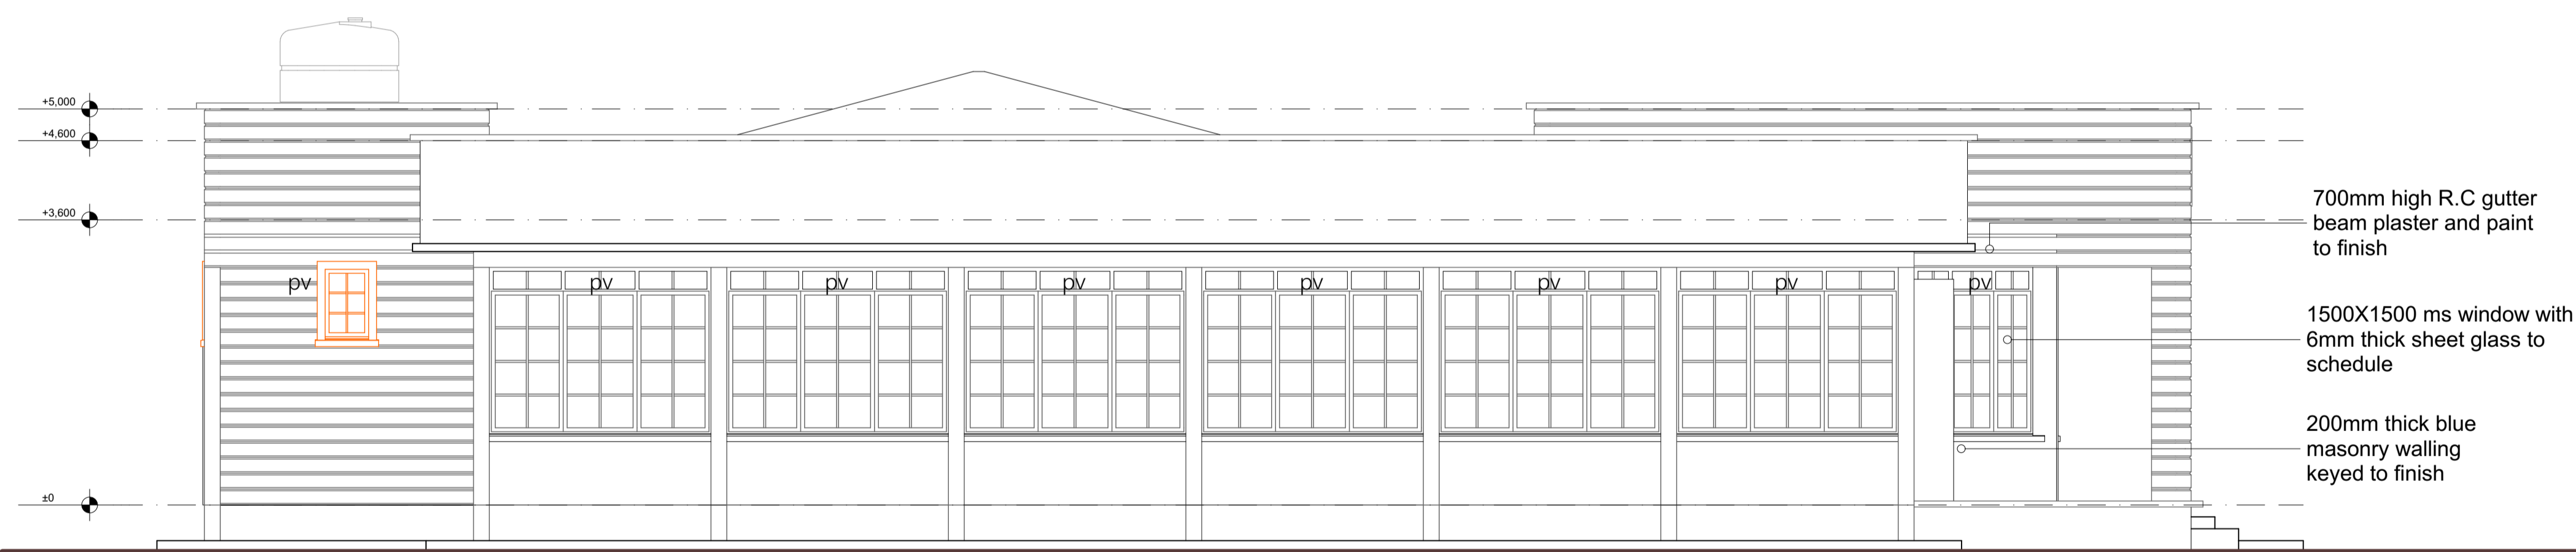 +5,000
+4,600
+3,600
700mm high R.C gutter
beam plaster and paint
to finish
pv
pv
pv
pv
pv
pv
pv
pv
1500X1500 ms window with
6mm thick sheet glass to
schedule
200mm thick blue
masonry walling
keyed to finish
±0